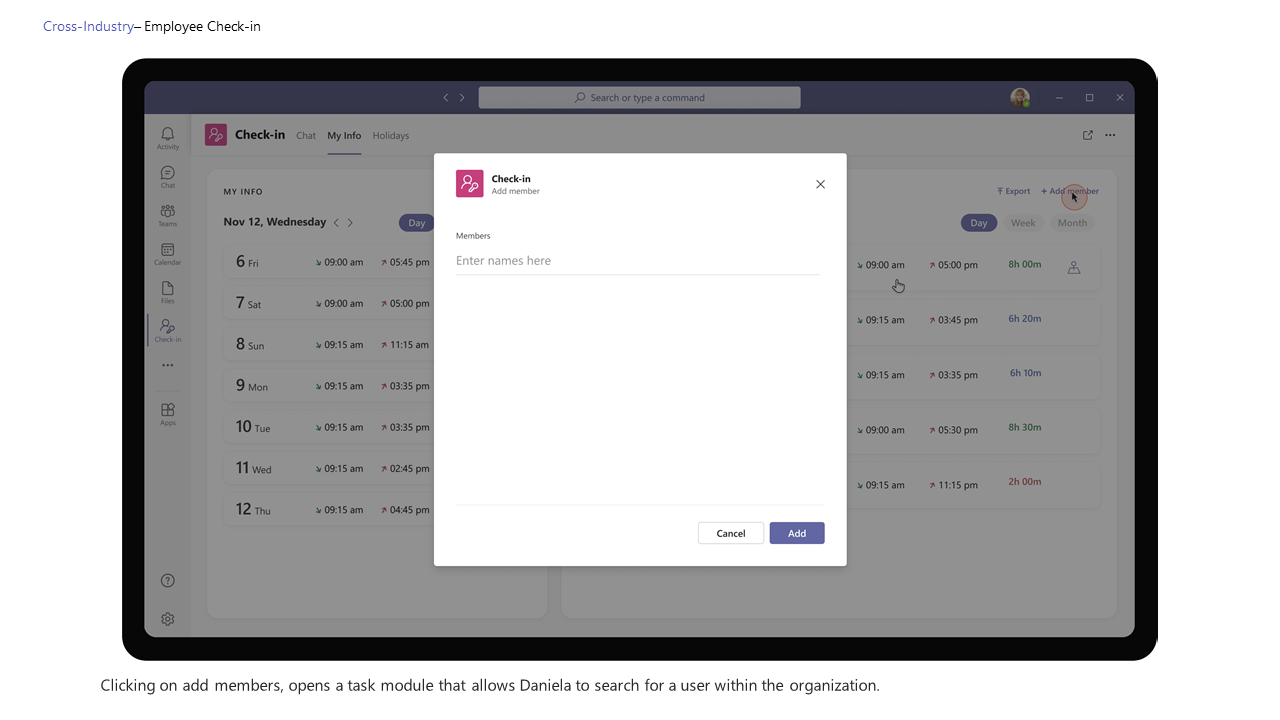 Cross-Industry– Employee Check-in
Search or type a command
Activity
Chat
Teams
Calendar
Files
Check-in
Apps
Check-in Chat My Info Holidays
MY INFO
Nov 12, Wednesday
Day
6 Fri 09:00 am 05:45 pm
7 Sat 09:00 am 05:00 pm
8 Sun 09:15 am 11:15 am
9 Mon 09:15 am 03:35 pm
10 Tue 09:15 am 03:35 pm
11 Wed 09:15 am 02:45 pm
12 Thu 09:15 am 04:45 pm
Check-in
Add member
Members
Enter names here
Cancel Add
Export + Add member
Day Week Month
09:00 am 05:00 pm 8h 00m
09:15 am 03:45 pm 6h 20m
09:15 am 03:35 pm 6h 10m
09:00 am 05:30 pm 8h 30m
09:15 am 11:15 pm 2h 00m
Clicking on add members, opens a task module that allows Daniela to search for a user within the organization.